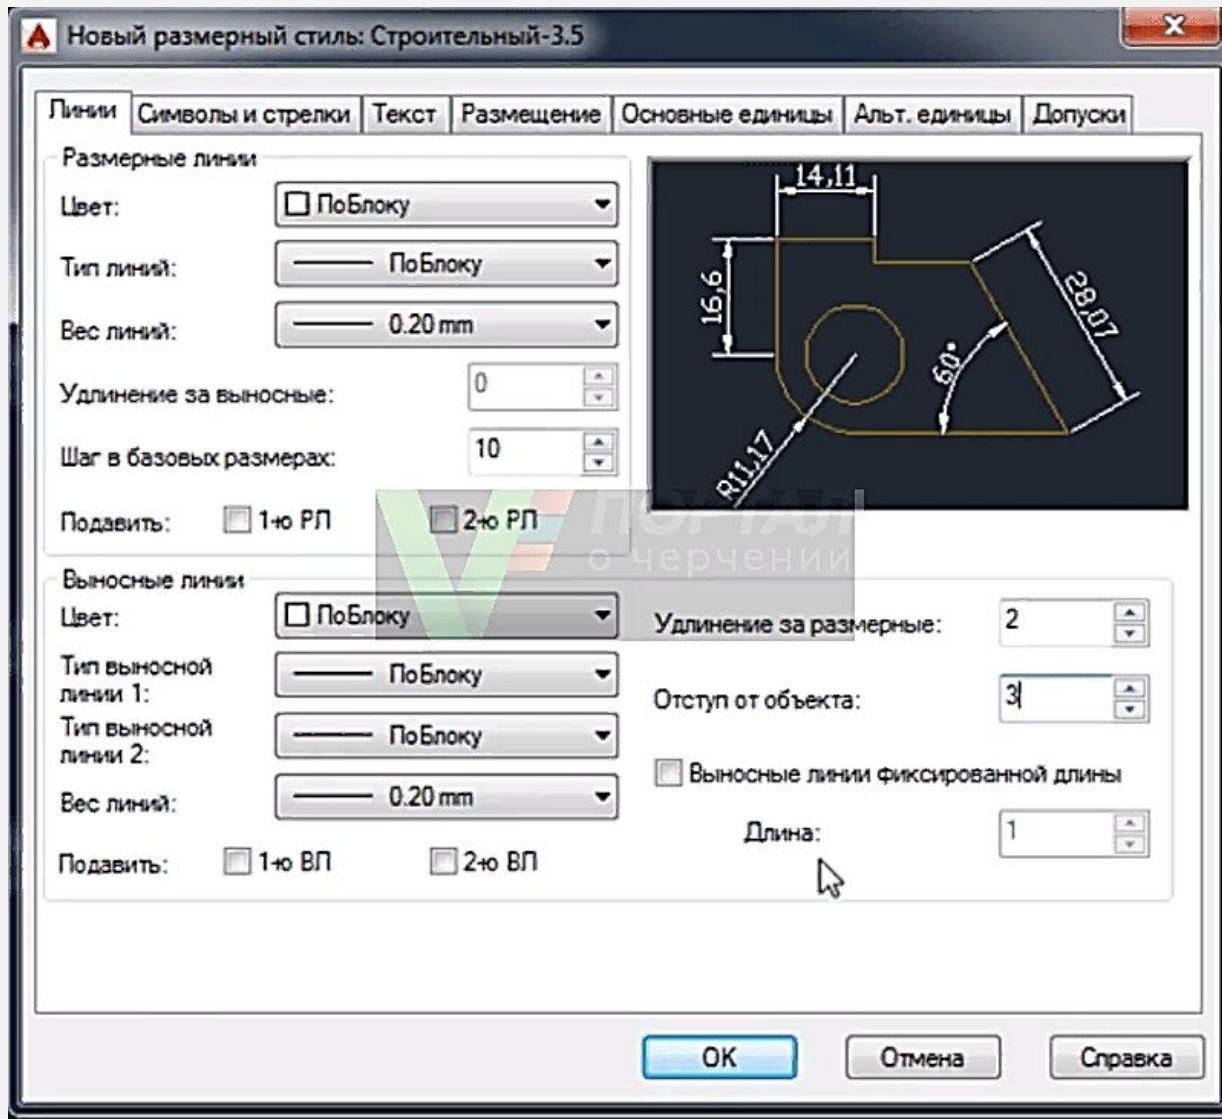 Новый размерный стиль: Строительный-3.5
Линии Символы и стрелки Текст Размещение Основные единицы Альт. единицы Допуски
Размерные линии
Цвет: ПоБлоку
Тип линий: ПоБлоку
Вес линий: 0.20 mm
Удлинение за выносные: 0
Шаг в базовых размерах: 10
Подавить: 1-ю РЛ 2-ю РЛ
14,11
16,6
28,07
60°
R11,17
ПОРТАЛ
о черчении
Выносные линии
Цвет: ПоБлоку
Тип выносной
линии 1: ПоБлоку
Тип выносной
линии 2: ПоБлоку
Вес линий: 0.20 mm
Подавить: 1-ю ВЛ 2-ю ВЛ
Удлинение за размерные: 2
Отступ от объекта: 3
Выносные линии фиксированной длины
Длина: 1
OK Отмена Справка